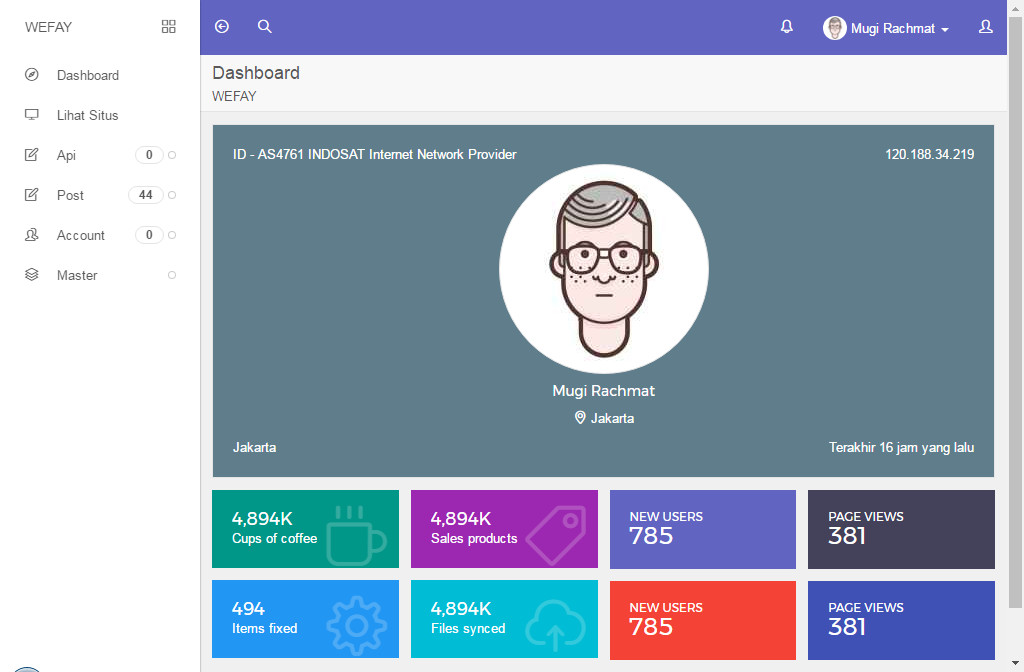 WEFAY
Mugi Rachmat
Dashboard
Lihat Situs
Api 0
Post 44
Account 0
Master
Dashboard
WEFAY
ID - AS4761 INDOSAT Internet Network Provider
120.188.34.219
Mugi Rachmat
Jakarta
Jakarta
Terakhir 16 jam yang lalu
4,894K
Cups of coffee
4,894K
Sales products
NEW USERS
785
PAGE VIEWS
381
494
Items fixed
4,894K
Files synced
NEW USERS
785
PAGE VIEWS
381